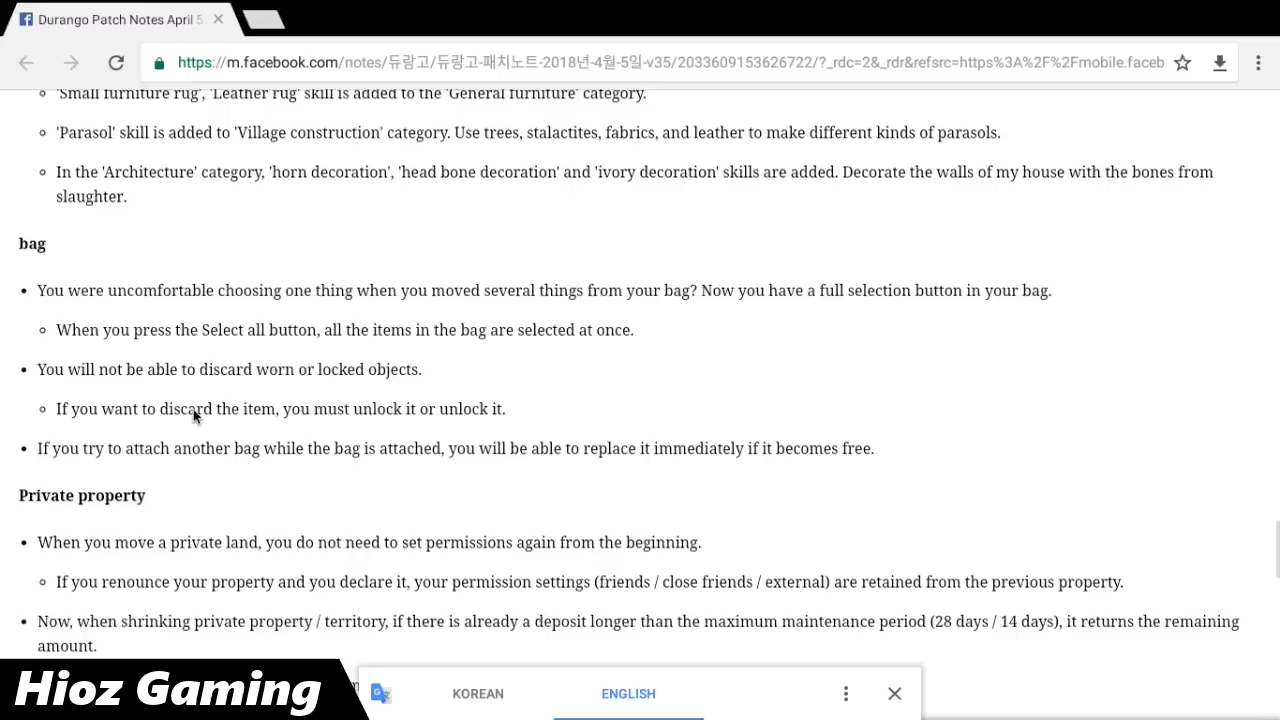 Durango Patch Notes April 5
https://m.facebook.com/notes/듀랑고/듀랑고-패치노트-2018년-4월-5일-v35/2033609153626722/?_rdc=2&_rdr&refsrc=https%3A%2F%2Fmobile.faceb
'Small furniture rug', 'Leather rug' skill is added to the 'General furniture' category.
'Parasol' skill is added to 'Village construction' category. Use trees, stalactites, fabrics, and leather to make different kinds of parasols.
In the 'Architecture' category, 'horn decoration', 'head bone decoration' and 'ivory decoration' skills are added. Decorate the walls of my house with the bones from
slaughter.
bag
You were uncomfortable choosing one thing when you moved several things from your bag? Now you have a full selection button in your bag.
When you press the Select all button, all the items in the bag are selected at once.
You will not be able to discard worn or locked objects.
If you want to discard the item, you must unlock it or unlock it.
If you try to attach another bag while the bag is attached, you will be able to replace it immediately if it becomes free.
Private property
When you move a private land, you do not need to set permissions again from the beginning.
If you renounce your property and you declare it, your permission settings (friends / close friends / external) are retained from the previous property.
Now, when shrinking private property / territory, if there is already a deposit longer than the maximum maintenance period (28 days / 14 days), it returns the remaining
amount.
Hioz Gaming
KOREAN
ENGLISH